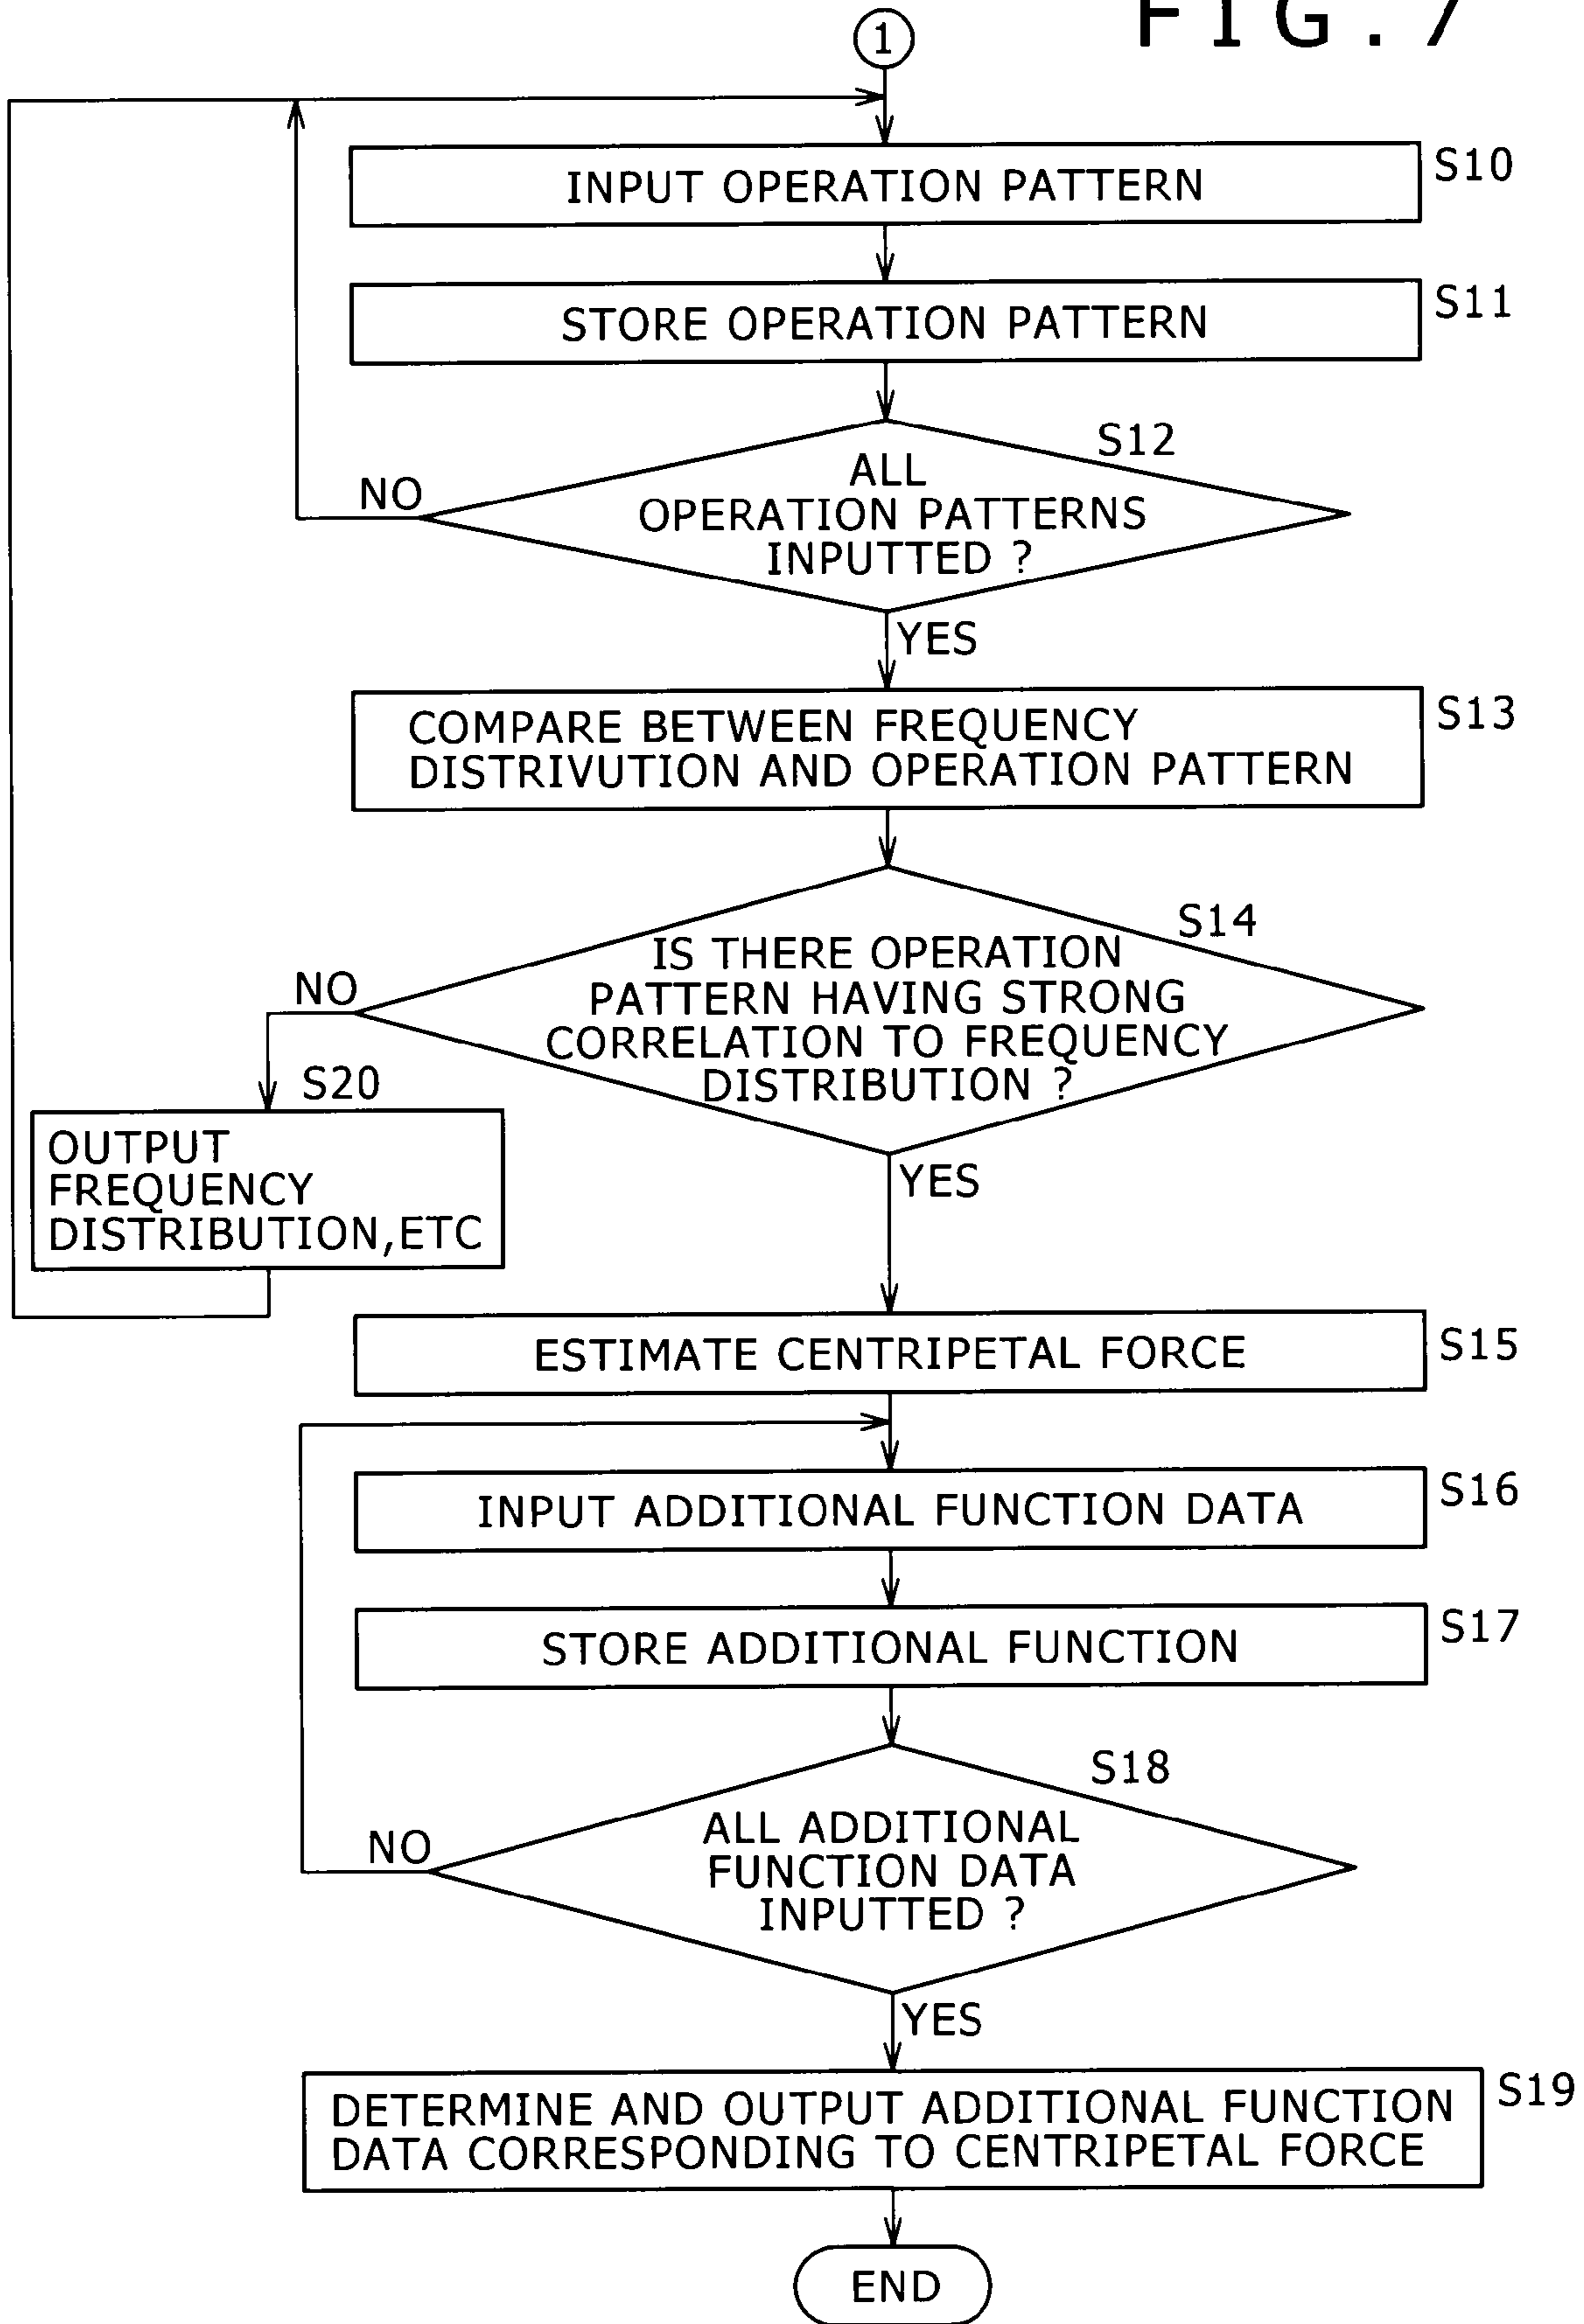 FIG. 7
1
INPUT OPERATION PATTERN
S10
STORE OPERATION PATTERN
S11
S12
ALL
OPERATION PATTERNS
INPUTTED ?
NO
YES
COMPARE BETWEEN FREQUENCY
DISTRIVUTION AND OPERATION PATTERN
S13
S14
IS THERE OPERATION
PATTERN HAVING STRONG
CORRELATION TO FREQUENCY
DISTRIBUTION ?
NO
YES
S20
OUTPUT
FREQUENCY
DISTRIBUTION,ETC
ESTIMATE CENTRIPETAL FORCE
S15
INPUT ADDITIONAL FUNCTION DATA
S16
STORE ADDITIONAL FUNCTION
S17
S18
ALL ADDITIONAL
FUNCTION DATA
INPUTTED ?
NO
YES
DETERMINE AND OUTPUT ADDITIONAL FUNCTION
DATA CORRESPONDING TO CENTRIPETAL FORCE
S19
END